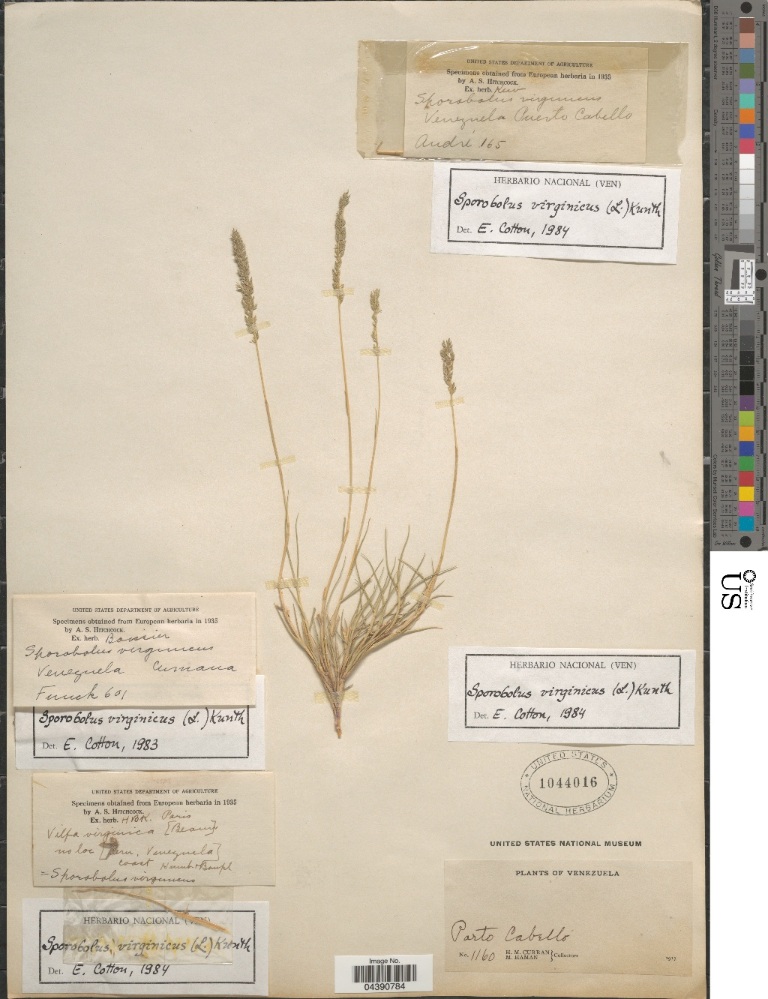 UNITED STATES DEPARTMENT OF AGRICULTURE
Specimens obtained from European herbaria in 1935
by A. S. HITCHCOCK.
Ex. herb. Kew
Sporobolus virginicus
Venezuela Puerto Cabello
André 165
HERBARIO NACIONAL (VEN)
Sporobolus virginicus (L.) Kunth
Det. E. Cotton, 1984
UNITED STATES DEPARTMENT OF AGRICULTURE
Specimens obtained from European herbaria in 1935
by A. S. HITCHCOCK.
Ex. herb. Boissier
Sporobolus virginicus
Venezuela Cumana
Funck 601
Sporobolus virginicus (L.) Kunth
Det. E. Cotton, 1983
UNITED STATES DEPARTMENT OF AGRICULTURE
Specimens obtained from European herbaria in 1935
by A. S. HITCHCOCK.
Ex. herb. HBK. Paris
Vilfa virginica [Beauv]
no loc [Peru, Venezuela]
coast Humb & Bonpl
= Sporobolus virginicus
HERBARIO NACIONAL (VEN)
Sporobolus virginicus (L.) Kunth
Det. E. Cotton, 1984
HERBARIO NACIONAL (VEN)
Sporobolus virginicus (L.) Kunth
Det. E. Cotton, 1984
UNITED STATES
1044016
NATIONAL HERBARIUM
UNITED STATES NATIONAL MUSEUM
PLANTS OF VENEZUELA
Porto Cabello
No. 1160 H. M. CURRAN
M. HAMAN } Collectors
Image No.
04390784
US